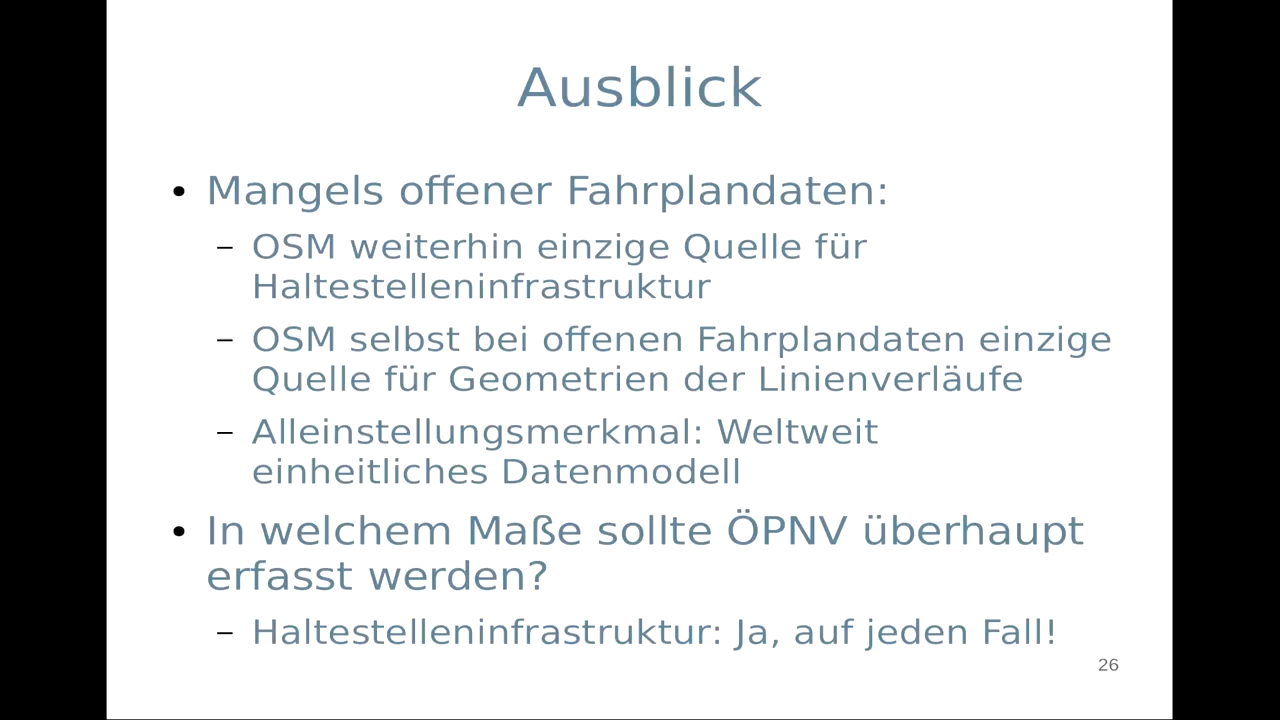 Ausblick
• Mangels offener Fahrplandaten:
– OSM weiterhin einzige Quelle für
Haltestelleninfrastruktur
– OSM selbst bei offenen Fahrplandaten einzige
Quelle für Geometrien der Linienverläufe
– Alleinstellungsmerkmal: Weltweit
einheitliches Datenmodell
• In welchem Maße sollte ÖPNV überhaupt
erfasst werden?
– Haltestelleninfrastruktur: Ja, auf jeden Fall!
26